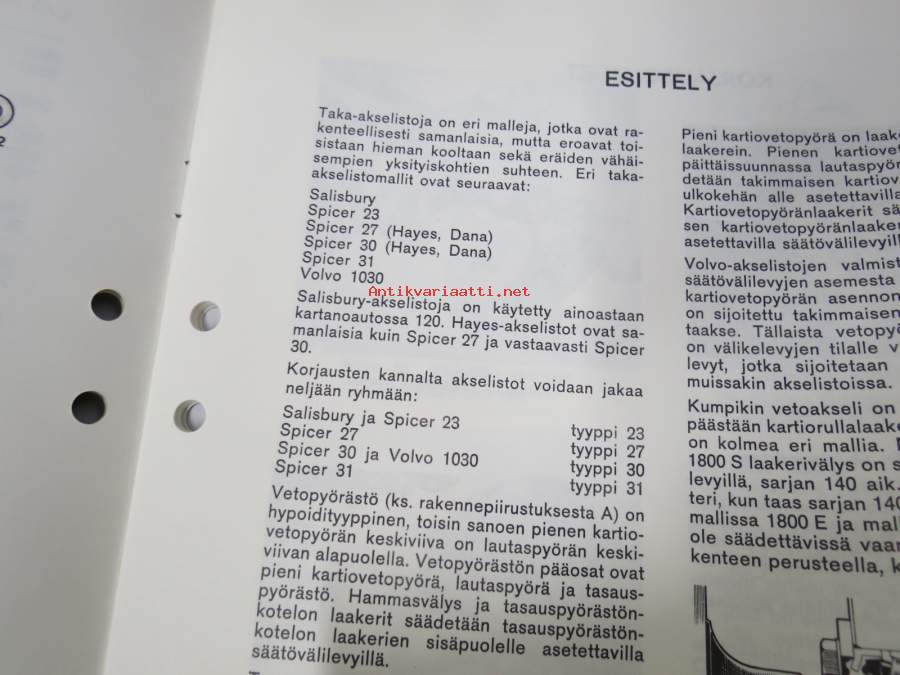 2
ESITTELY
Taka-akselistoja on eri malleja, jotka ovat ra-
kenteellisesti samanlaisia, mutta eroavat toi-
sistaan hieman kooltaan sekä eräiden vähäi-
sempien yksityiskohtien suhteen. Eri taka-
akselistomallit ovat seuraavat:
Salisbury
Spicer 23
Spicer 27 (Hayes, Dana)
Spicer 30 (Hayes, Dana)
Spicer 31
Volvo 1030
Antikvariaatti.net
Salisbury-akselistoja on käytetty ainoastaan
kartanoautossa 120. Hayes-akselistot ovat sa-
manlaisia kuin Spicer 27 ja vastaavasti Spicer
30.
Korjausten kannalta akselistot voidaan jakaa
neljään ryhmään:
Salisbury ja Spicer 23 tyyppi 23
Spicer 27 tyyppi 27
Spicer 30 ja Volvo 1030 tyyppi 30
Spicer 31 tyyppi 31
Vetopyörästö (ks. rakennepiirustuksesta A) on
hypoidityyppinen, toisin sanoen pienen kartio-
vetopyörän keskiviiva on lautaspyörän keski-
viivan alapuolella. Vetopyörästön pääosat ovat
pieni kartiovetopyörä, lautaspyörä ja tasaus-
pyörästö. Hammasvälys ja tasauspyörästön-
kotelon laakerit säädetään tasauspyörästön-
kotelon laakerien sisäpuolelle asetettavilla
säätövälilevyillä.
Pieni kartiovetopyörä on laake
laakerein. Pienen kartiovet
päittäissuunnassa lautaspyör
detään takimmaisen kartiov
ulkokehän alle asetettavilla
Kartiovetopyöränlaakerit sä
sen kartiovetopyöränlaaker
asetettavilla säätövälilevyill
Volvo-akselistojen valmist
säätövälilevyjen asemesta
kartiovetopyörän asennon
on sijoitettu takimmaisen
taakse. Tällaista vetopy
on välikelevyjen tilalle v
levyt, jotka sijoitetaan
muissakin akselistoissa.
Kumpikin vetoakseli on
päästään kartiorullalaake
on kolmea eri mallia.
1800 S laakerivälys on s
levyillä, sarjan 140 aik.
teri, kun taas sarjan 140
mallissa 1800 E ja mal
ole säädettävissä vaan
kenteen perusteella, k